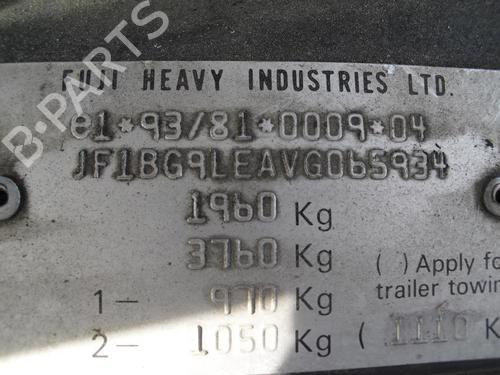 FUJI HEAVY INDUSTRIES LTD.
e1*93/81*0009*04
JF1BG9LEAVG065934
1960 Kg
3760 Kg
( ) Apply fo
1- 970 Kg
trailer towin
2- 1050 Kg ( 1110 K
B-PARTS